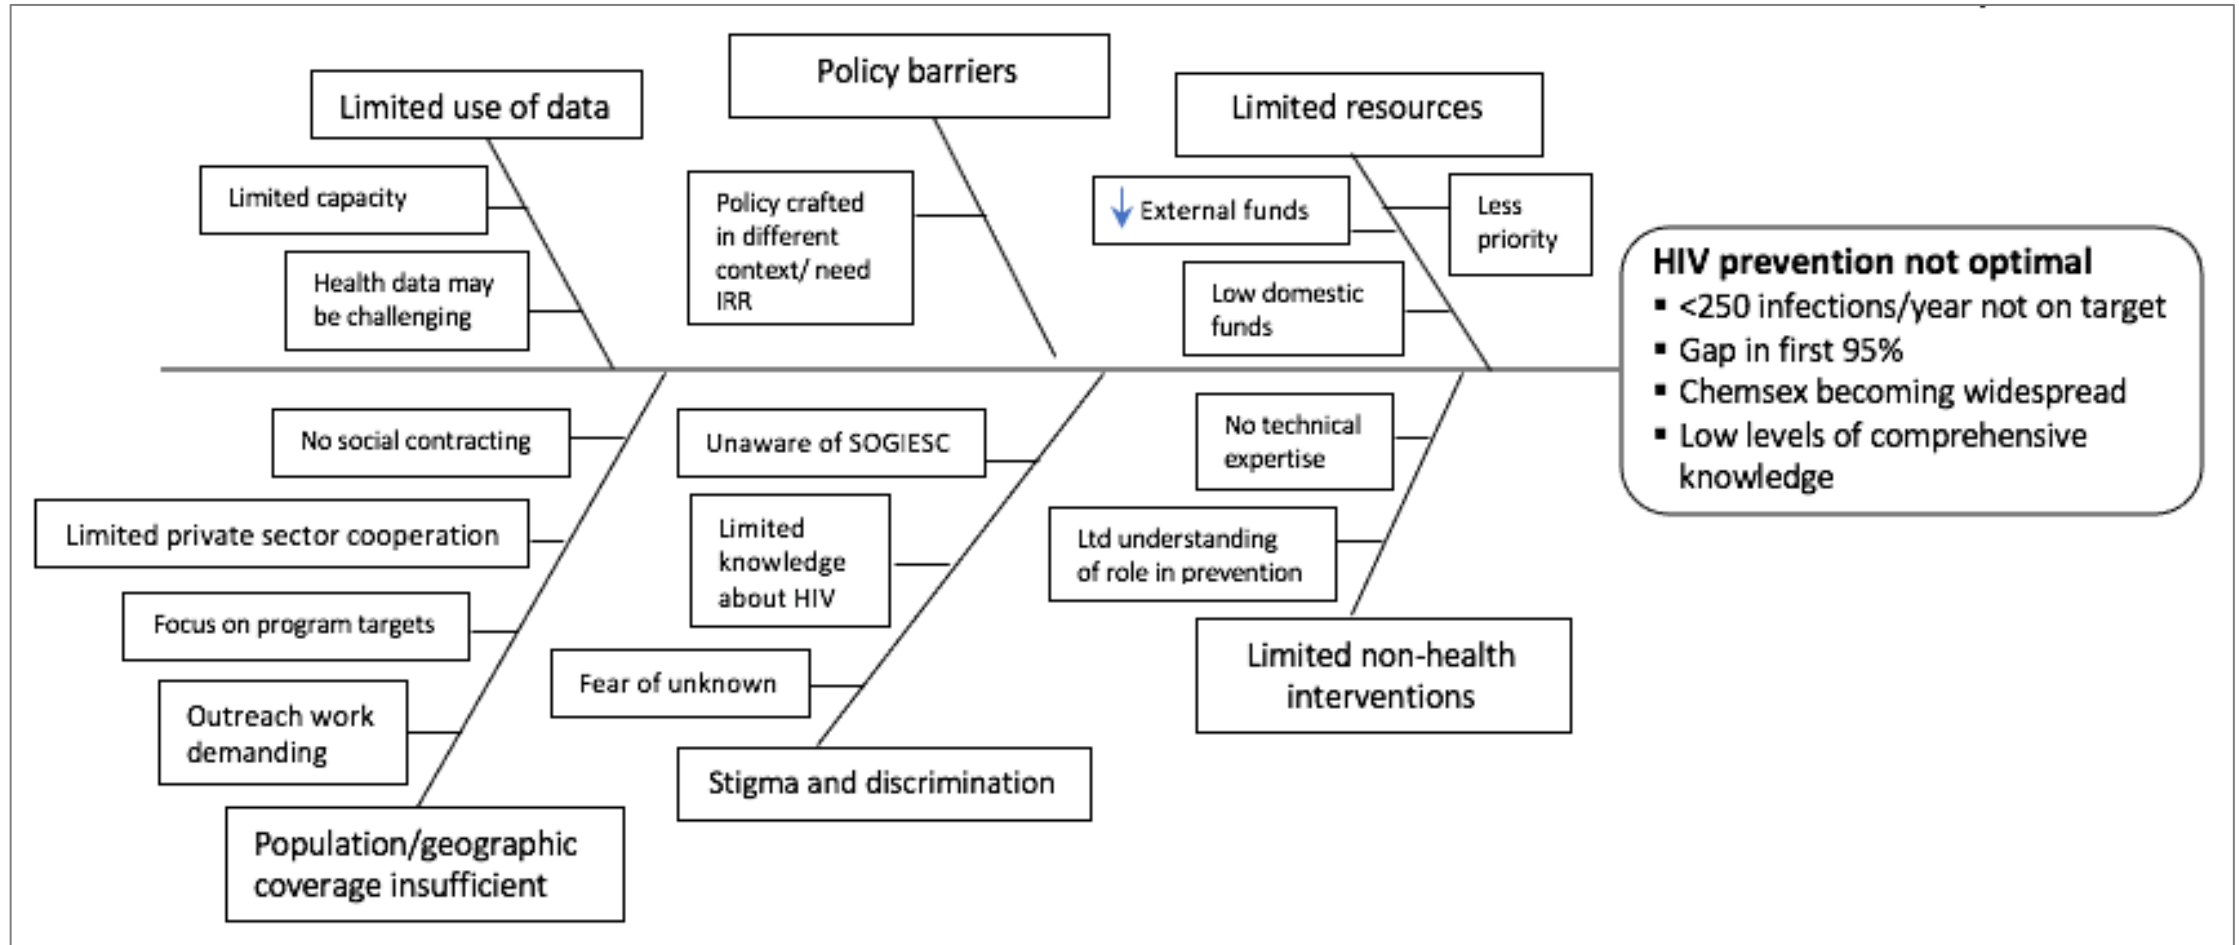 Policy barriers
Limited use of data
Limited resources
Limited capacity
Health data may
be challenging
Policy crafted
in different
context/ need
IRR
External funds
Less
priority
Low domestic
funds
HIV prevention not optimal
▪ <250 infections/year not on target
▪ Gap in first 95%
▪ Chemsex becoming widespread
▪ Low levels of comprehensive
knowledge
No social contracting
Limited private sector cooperation
Focus on program targets
Outreach work
demanding
Population/geographic
coverage insufficient
Unaware of SOGIESC
Limited
knowledge
about HIV
Fear of unknown
Stigma and discrimination
No technical
expertise
Ltd understanding
of role in prevention
Limited non-health
interventions